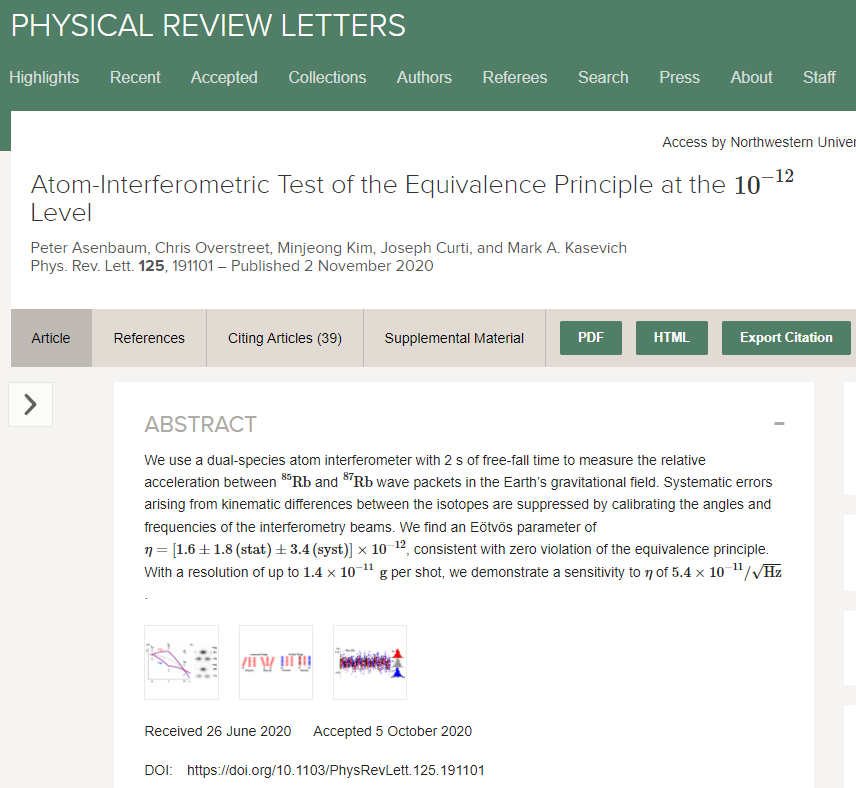 PHYSICAL REVIEW LETTERS
Highlights Recent Accepted Collections Authors Referees Search Press About Staff
Access by Northwestern Univer
Atom-Interferometric Test of the Equivalence Principle at the 10⁻¹²
Level
Peter Asenbaum, Chris Overstreet, Minjeong Kim, Joseph Curti, and Mark A. Kasevich
Phys. Rev. Lett. 125, 191101 – Published 2 November 2020
Article References Citing Articles (39) Supplemental Material PDF HTML Export Citation
ABSTRACT
We use a dual-species atom interferometer with 2 s of free-fall time to measure the relative
acceleration between ⁸⁵Rb and ⁸⁷Rb wave packets in the Earth's gravitational field. Systematic errors
arising from kinematic differences between the isotopes are suppressed by calibrating the angles and
frequencies of the interferometry beams. We find an Eötvös parameter of
η = [1.6 ± 1.8 (stat) ± 3.4 (syst)] × 10⁻¹², consistent with zero violation of the equivalence principle.
With a resolution of up to 1.4 × 10⁻¹¹ g per shot, we demonstrate a sensitivity to η of 5.4 × 10⁻¹¹/√Hz
.
Received 26 June 2020 Accepted 5 October 2020
DOI: https://doi.org/10.1103/PhysRevLett.125.191101